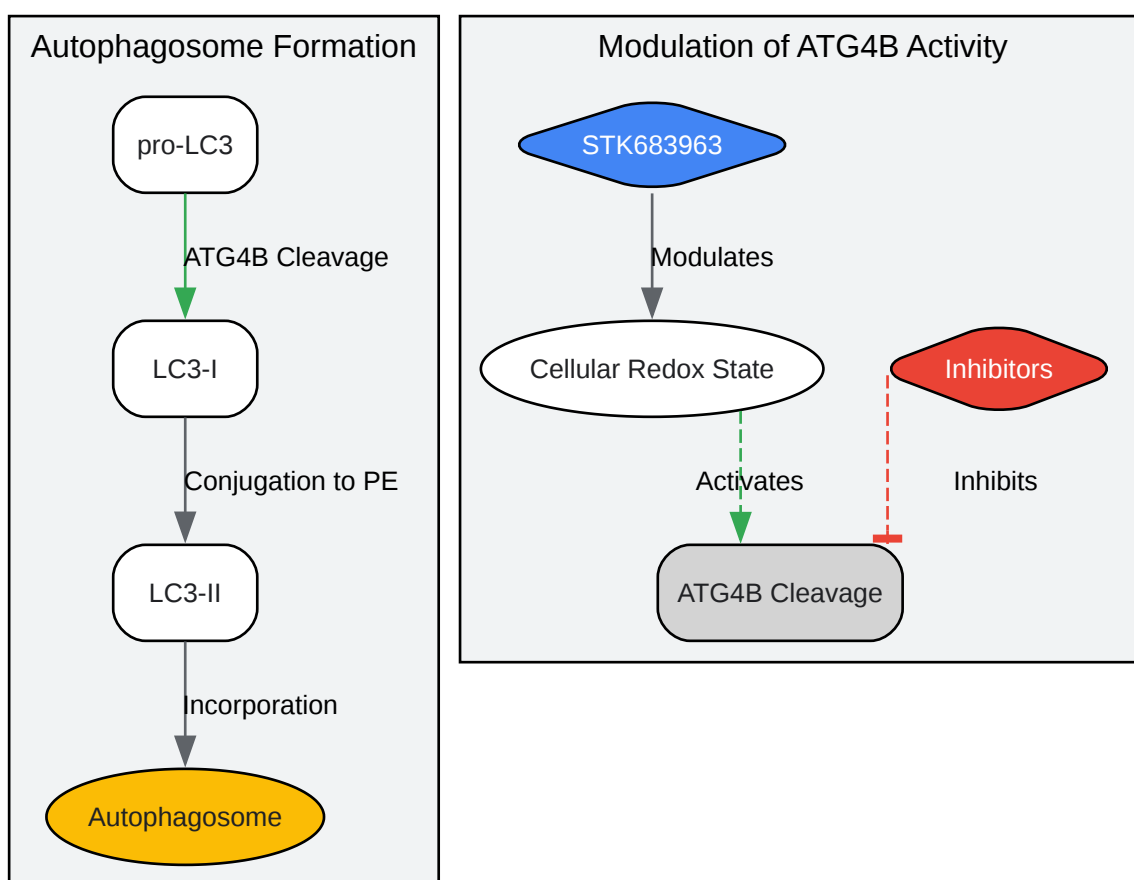 Autophagosome Formation
pro-LC3
ATG4B Cleavage
LC3-I
Conjugation to PE
LC3-II
Incorporation
Autophagosome
Modulation of ATG4B Activity
STK683963
Modulates
Cellular Redox State
Inhibitors
Activates
Inhibits
ATG4B Cleavage